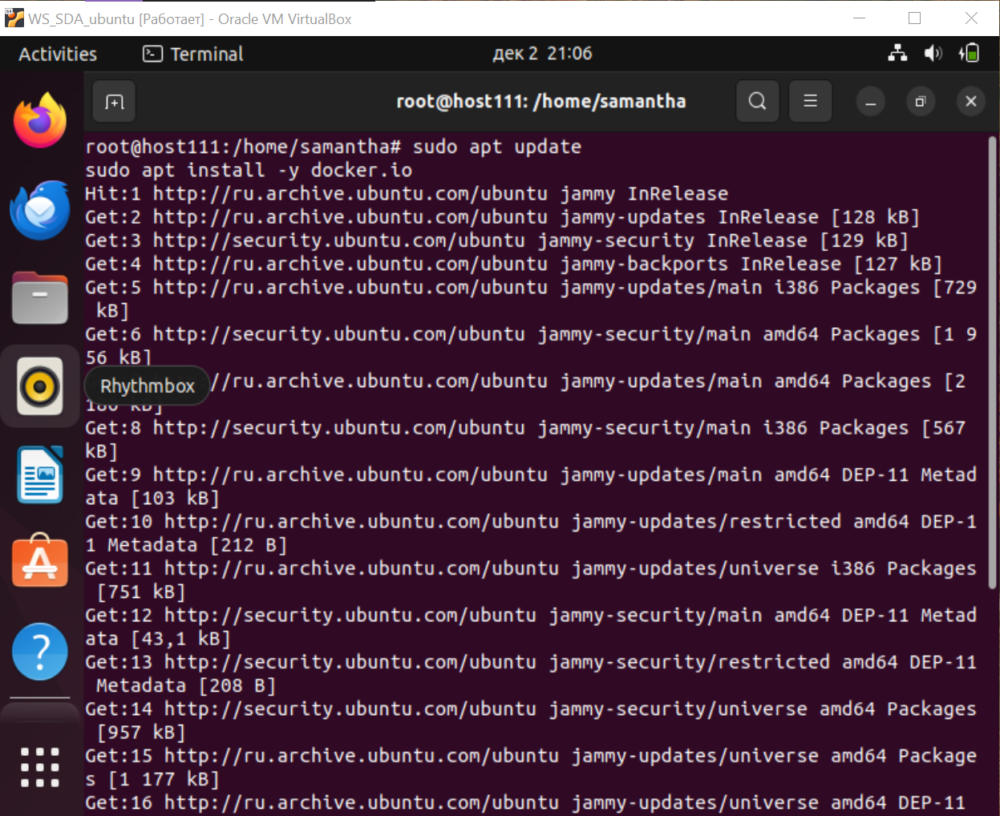 WS_SDA_ubuntu [Работает] - Oracle VM VirtualBox
Activities Terminal дек 2 21:06
root@host111: /home/samantha
root@host111:/home/samantha# sudo apt update
sudo apt install -y docker.io
Hit:1 http://ru.archive.ubuntu.com/ubuntu jammy InRelease
Get:2 http://ru.archive.ubuntu.com/ubuntu jammy-updates InRelease [128 kB]
Get:3 http://security.ubuntu.com/ubuntu jammy-security InRelease [129 kB]
Get:4 http://ru.archive.ubuntu.com/ubuntu jammy-backports InRelease [127 kB]
Get:5 http://ru.archive.ubuntu.com/ubuntu jammy-updates/main i386 Packages [729
kB]
Get:6 http://security.ubuntu.com/ubuntu jammy-security/main amd64 Packages [1 9
56 kB]
Rhythmbox //ru.archive.ubuntu.com/ubuntu jammy-updates/main amd64 Packages [2
kB]
Get:8 http://security.ubuntu.com/ubuntu jammy-security/main i386 Packages [567
kB]
Get:9 http://ru.archive.ubuntu.com/ubuntu jammy-updates/main amd64 DEP-11 Metad
ata [103 kB]
Get:10 http://ru.archive.ubuntu.com/ubuntu jammy-updates/restricted amd64 DEP-1
1 Metadata [212 B]
Get:11 http://ru.archive.ubuntu.com/ubuntu jammy-updates/universe i386 Packages
[751 kB]
Get:12 http://security.ubuntu.com/ubuntu jammy-security/main amd64 DEP-11 Metad
ata [43,1 kB]
Get:13 http://security.ubuntu.com/ubuntu jammy-security/restricted amd64 DEP-11
Metadata [208 B]
Get:14 http://security.ubuntu.com/ubuntu jammy-security/universe amd64 Packages
[957 kB]
Get:15 http://ru.archive.ubuntu.com/ubuntu jammy-updates/universe amd64 Package
s [1 177 kB]
Get:16 http://ru.archive.ubuntu.com/ubuntu jammy-updates/universe amd64 DEP-11